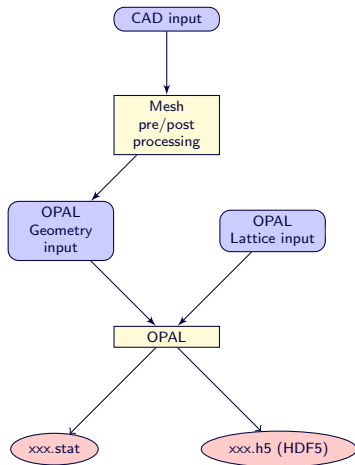 CAD input
Mesh
pre/post
processing
OPAL
Geometry
input
OPAL
Lattice input
OPAL
xxx.stat
xxx.h5 (HDF5)